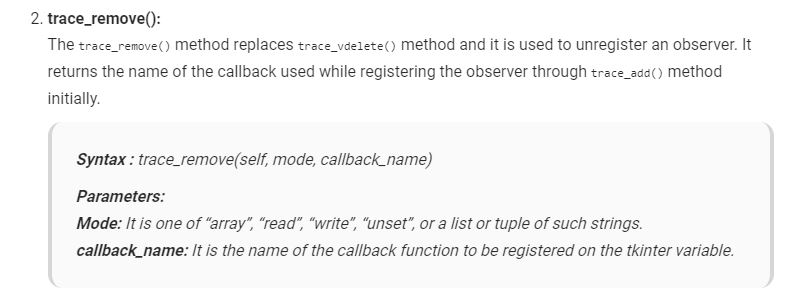 2. trace_remove():
The trace_remove() method replaces trace_vdelete() method and it is used to unregister an observer. It
returns the name of the callback used while registering the observer through trace_add() method
initially.
Syntax : trace_remove(self, mode, callback_name)
Parameters:
Mode: It is one of “array”, “read”, “write”, “unset”, or a list or tuple of such strings.
callback_name: It is the name of the callback function to be registered on the tkinter variable.